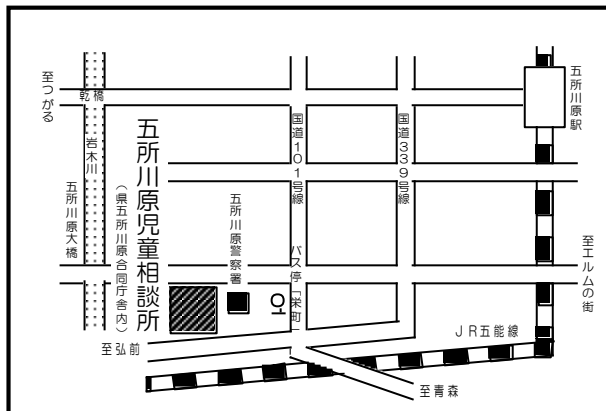 至つがる
乾橋
岩木川
五所川原大橋
五所川原児童相談所
（県五所川原合同庁舎内）
五所川原警察署
国道101号線
バス停「栄町」
国道339号線
五所川原駅
至エルムの街
JR五能線
至弘前
至青森